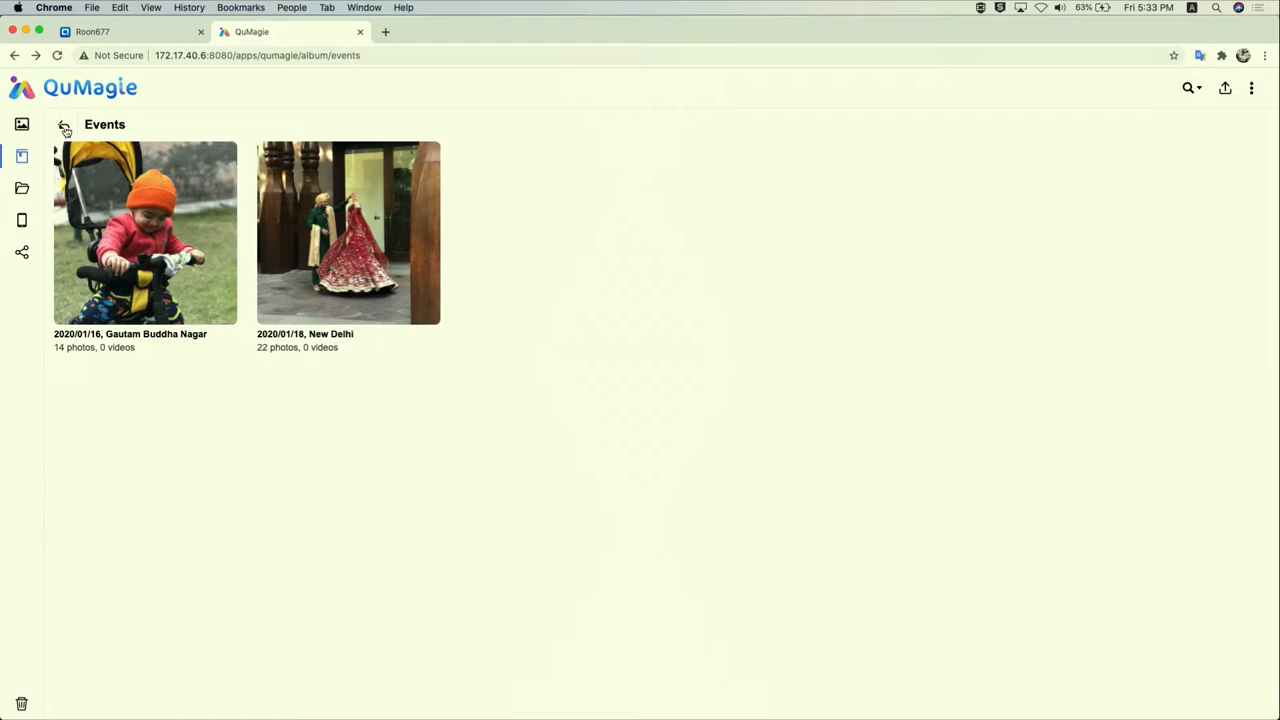 Chrome File Edit View History Bookmarks People Tab Window Help 63% Fri 5:33 PM A
Roon677
QuMagie
Not Secure 172.17.40.6:8080/apps/qumagie/album/events
QuMagie
Events
2020/01/16, Gautam Buddha Nagar
14 photos, 0 videos
2020/01/18, New Delhi
22 photos, 0 videos